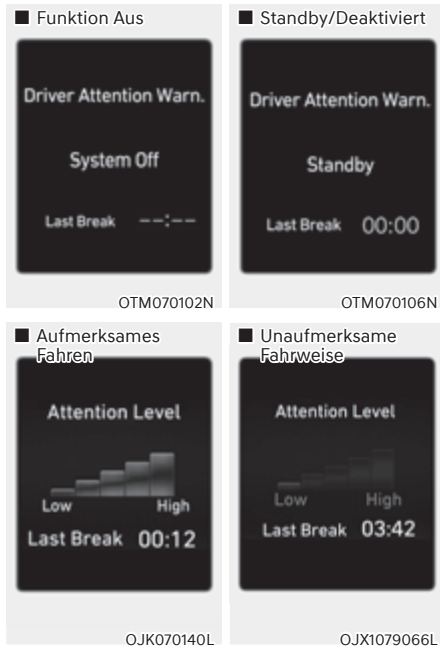 ■ Funktion Aus
Driver Attention Warn.
System Off
Last Break --:--
OTM070102N
■ Standby/Deaktiviert
Driver Attention Warn.
Standby
Last Break 00:00
OTM070106N
■ Aufmerksames
Fahren
Attention Level
Low High
Last Break 00:12
OJK070140L
■ Unaufmerksame
Fahrweise
Attention Level
Low High
Last Break 03:42
OJX1079066L